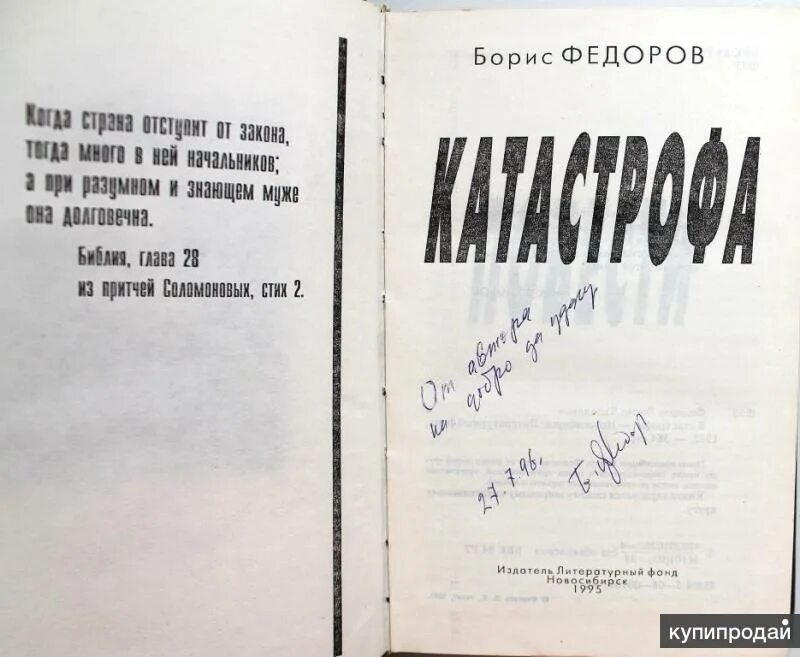 Когда страна отступит от закона,
тогда много в ней начальников;
а при разумном и знающем муже
она долговечна.
Библия, глава 28
из притчей Соломоновых, стих 2.
Борис ФЕДОРОВ
КАТАСТРОФА
От автора
на добро да удачу
27.7.96.
Издатель Литературный фонд
Новосибирск
1995
купипродай